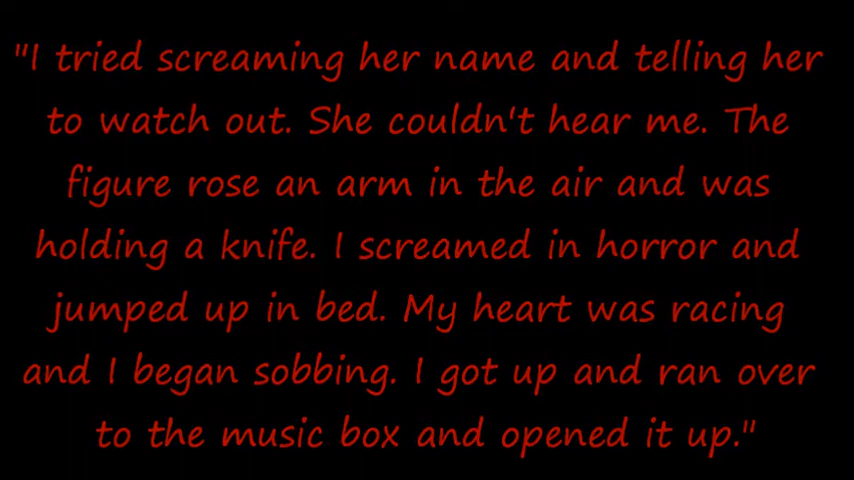 "I tried screaming her name and telling her
to watch out. She couldn't hear me. The
figure rose an arm in the air and was
holding a knife. I screamed in horror and
jumped up in bed. My heart was racing
and I began sobbing. I got up and ran over
to the music box and opened it up."